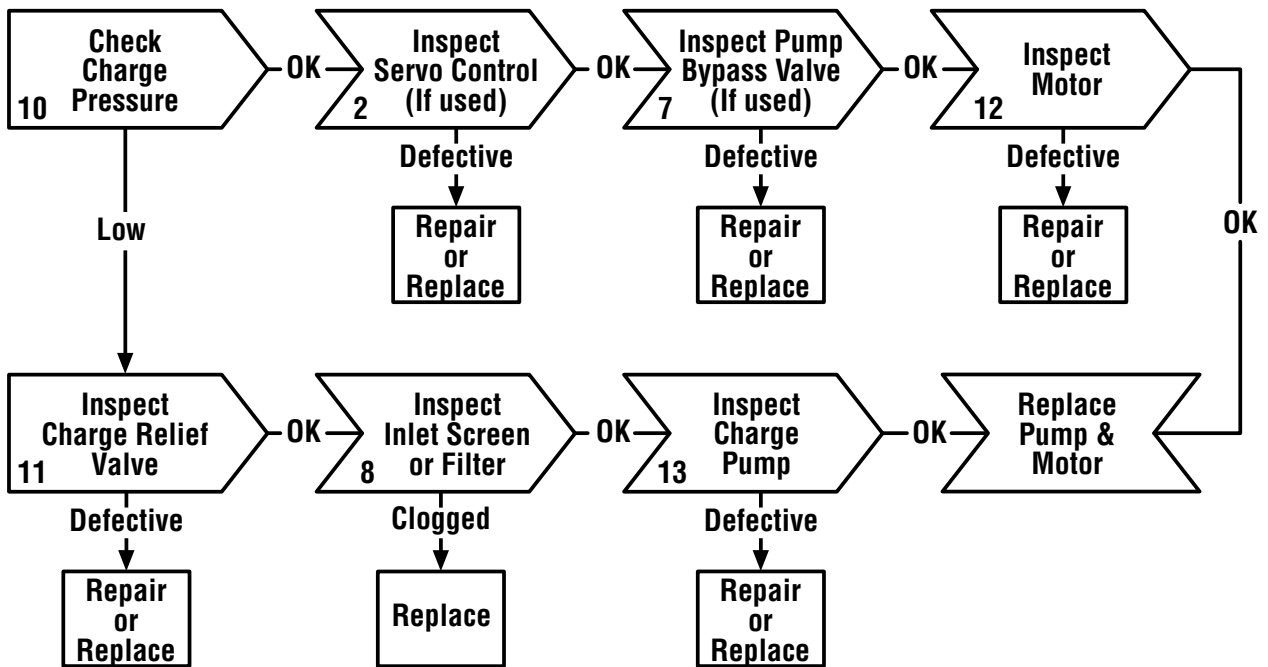 Check
Charge
Pressure
10
OK
Inspect
Servo Control
(If used)
2
OK
Inspect Pump
Bypass Valve
(If used)
7
OK
Inspect
Motor
12
Defective
Repair
or
Replace
Defective
Repair
or
Replace
Defective
Repair
or
Replace
OK
Low
Inspect
Charge Relief
Valve
11
OK
Inspect
Inlet Screen
or Filter
8
OK
Inspect
Charge
Pump
13
OK
Replace
Pump &
Motor
Defective
Repair
or
Replace
Clogged
Replace
Defective
Repair
or
Replace